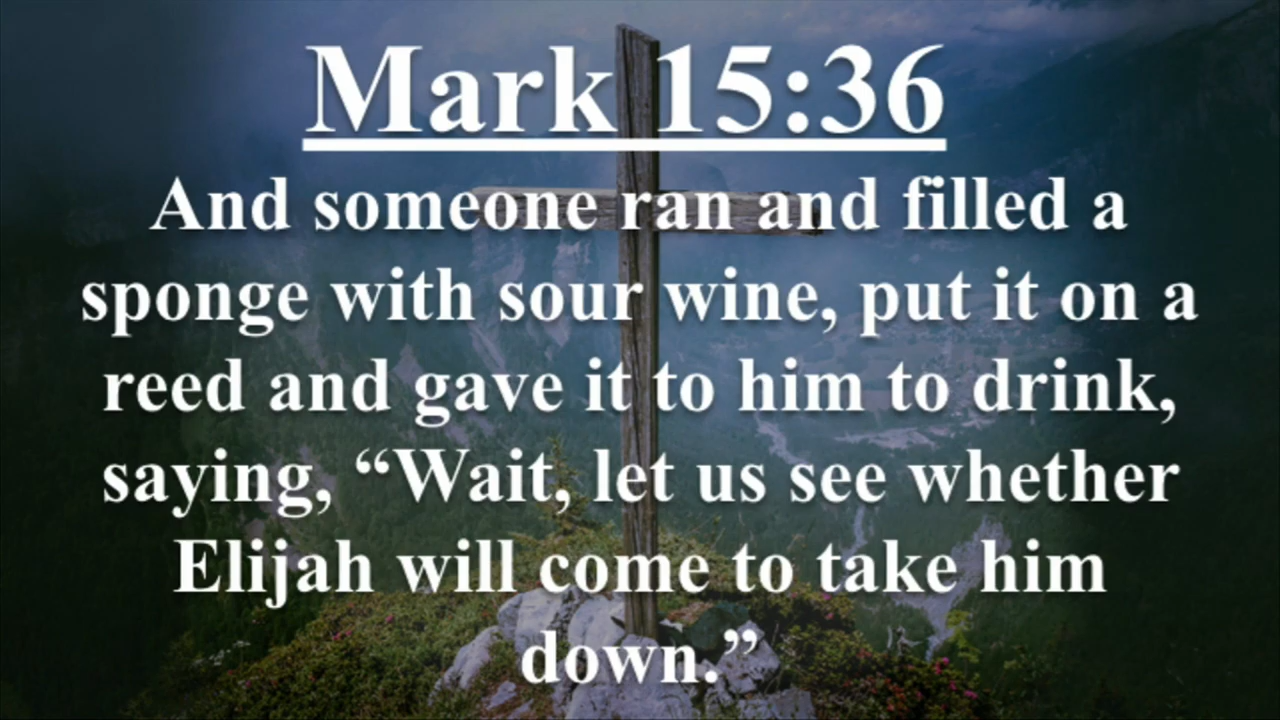 Mark 15:36
And someone ran and filled a
sponge with sour wine, put it on a
reed and gave it to him to drink,
saying, “Wait, let us see whether
Elijah will come to take him
down.”